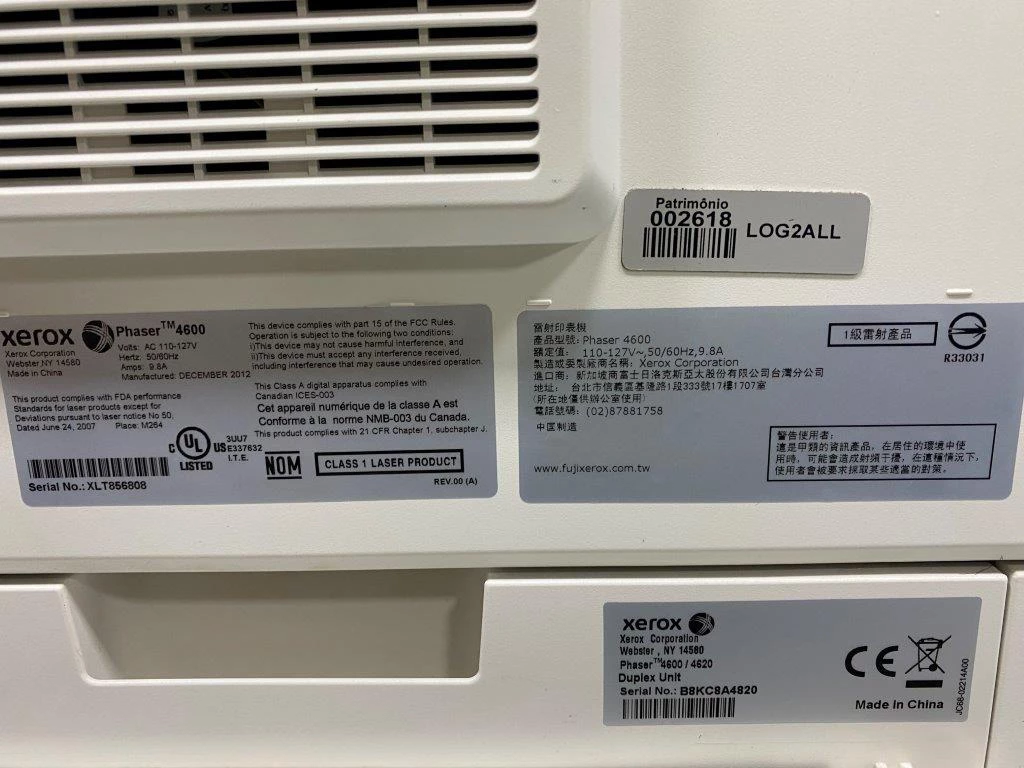 Patrimônio
002618
LOG2ALL
xerox Phaser™4600
Xerox Corporation
Webster,NY 14580
Made in China
Volts: AC 110-127V
Hertz: 50/60Hz
Amps: 9.8A
Manufactured: DECEMBER 2012
This product complies with FDA performance
Standards for laser products except for
Deviations pursuant to laser notice No 50,
Dated June 24, 2007 Place: M264
This device complies with part 15 of the FCC Rules.
Operation is subject to the following two conditions:
i)This device may not cause harmful interference, and
ii)This device must accept any interference received,
including interference that may cause undesired operation.
This Class A digital apparatus complies with
Canadian ICES-003
Cet appareil numérique de la classe A est
Conforme à la norme NMB-003 du Canada.
This product complies with 21 CFR Chapter 1, subchapter J.
C UL US LISTED
3UU7
E337632
I.T.E.
NOM
CLASS 1 LASER PRODUCT
Serial No.: XLT856808
REV.00 (A)
雷射印表機
產品型號: Phaser 4600
額定值: 110-127V~,50/60Hz,9.8A
製造或委製廠商名稱: Xerox Corporation
進口商: 新加坡商富士日洛克斯亞太股份有限公司台灣分公司
地址: 台北市信義區基隆路1段333號17樓1707室
(所在地僅供辦公室使用)
電話號碼: (02)87881758
中国制造
www.fujixerox.com.tw
1級雷射產品
R33031
警告使用者:
這是甲類的資訊產品, 在居住的環境中使
用時, 可能會造成射頻干擾, 在這種情況下,
使用者會被要求採取某些適當的對策。
xerox
Xerox Corporation
Webster , NY 14580
Phaser™4600 / 4620
Duplex Unit
Serial No.: B8KC8A4820
CE
Made In China
JC68-02214A00